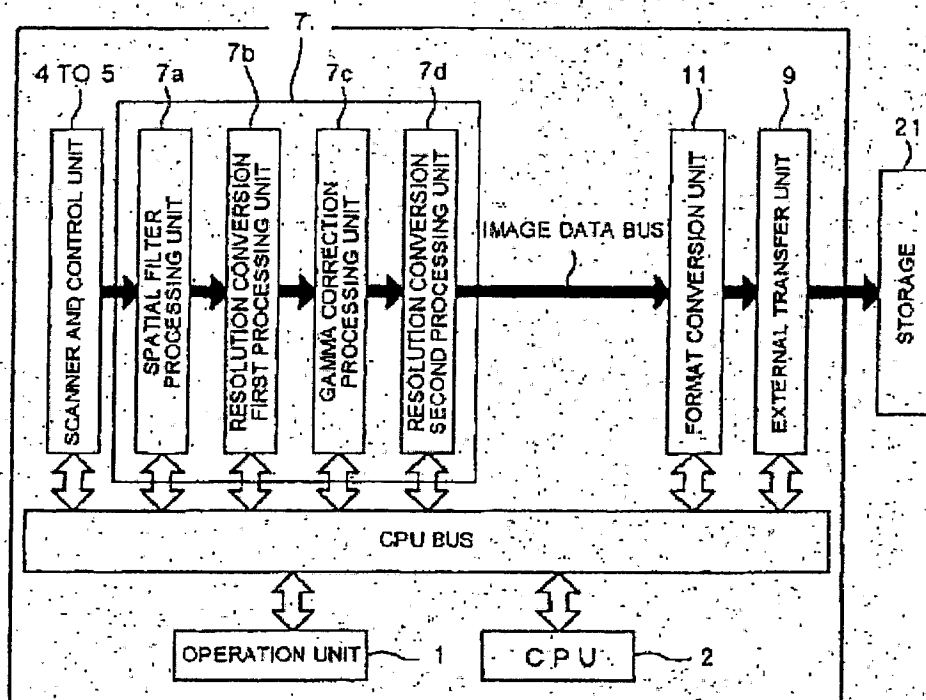 7.
4 TO 5
7a
7b
7c
7d
11
9
21
SCANNER AND CONTROL UNIT
SPATIAL FILTER
PROCESSING UNIT
RESOLUTION CONVERSION
FIRST PROCESSING UNIT
GAMMA CORRECTION
PROCESSING UNIT
RESOLUTION CONVERSION
SECOND PROCESSING UNIT
IMAGE DATA BUS
FORMAT CONVERSION UNIT
EXTERNAL TRANSFER UNIT
STORAGE
CPU BUS
OPERATION UNIT
1
CPU
2